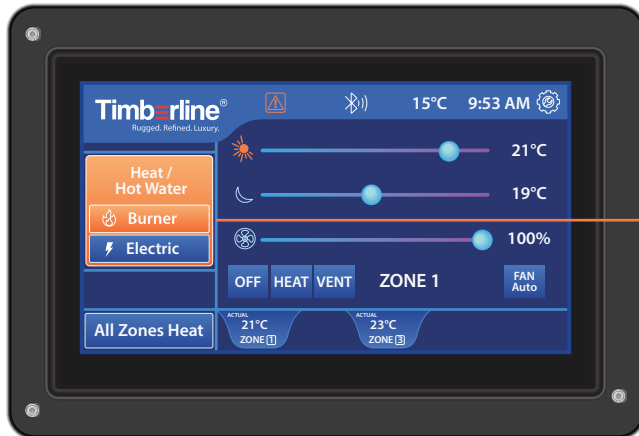 Timberline®
Rugged. Refined. Luxury.
15°C 9:53 AM
Heat /
Hot Water
Burner
Electric
21°C
19°C
100%
OFF HEAT VENT ZONE 1 FAN
Auto
All Zones Heat
ACTUAL
21°C
ZONE 1
ACTUAL
23°C
ZONE 3